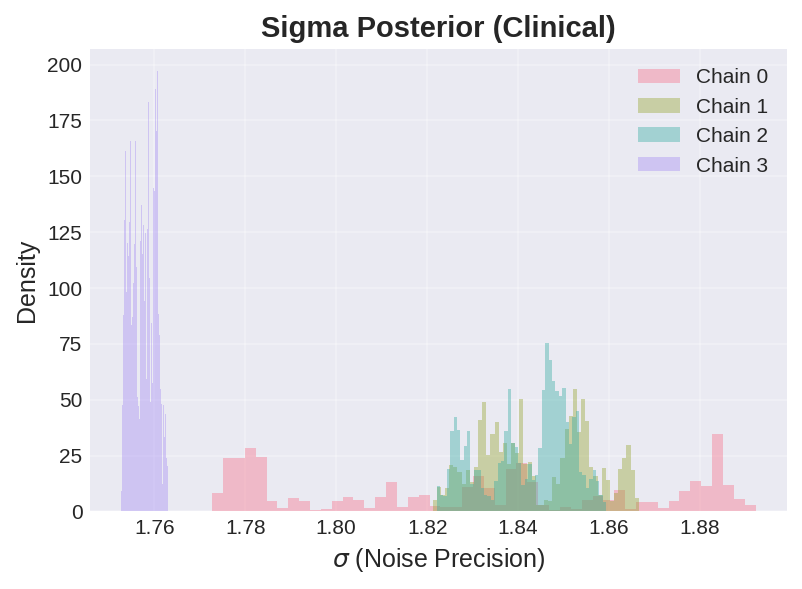 Sigma Posterior (Clinical)
Chain 0
Chain 1
Chain 2
Chain 3
Density
200
175
150
125
100
75
50
25
0
1.76
1.78
1.80
1.82
1.84
1.86
1.88
σ (Noise Precision)